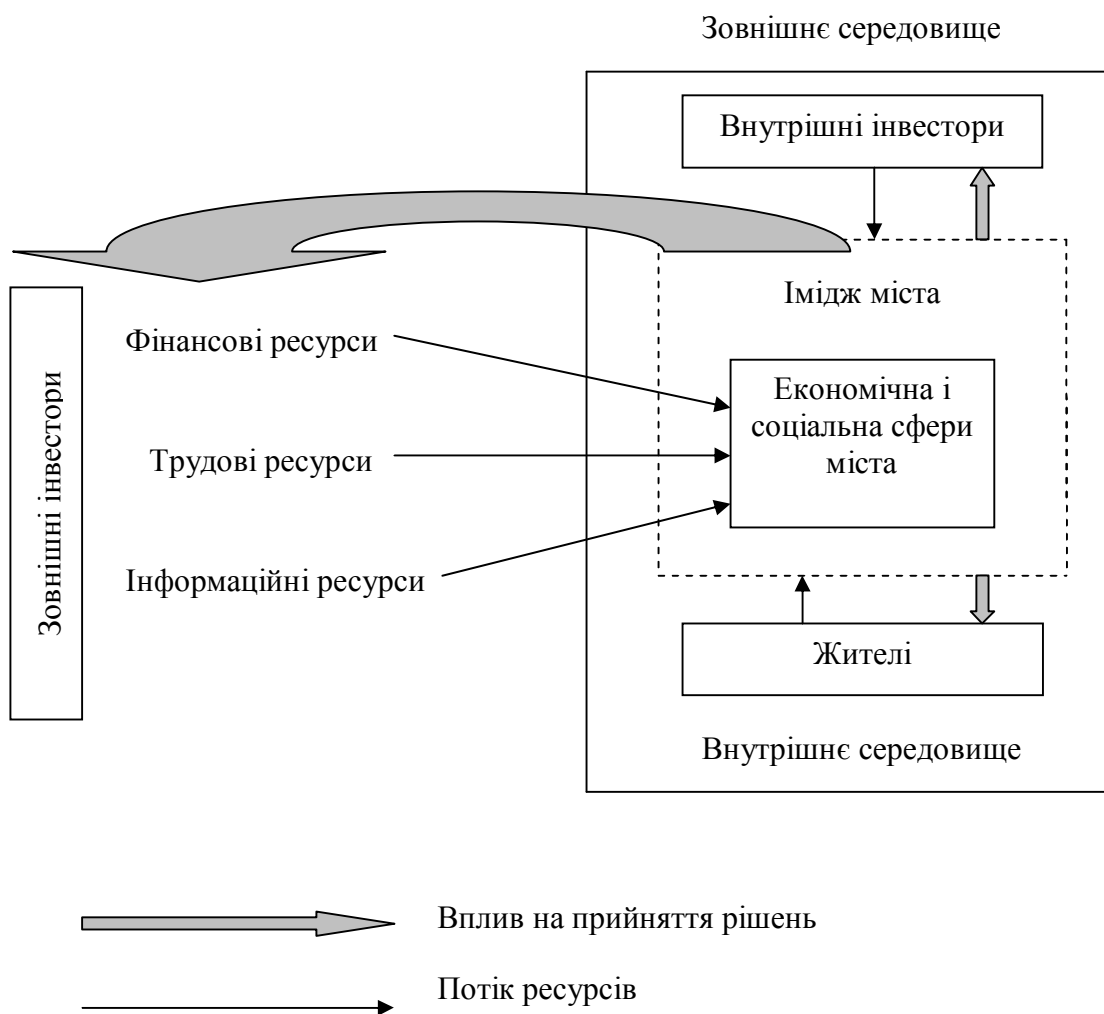 Зовнішнє середовище
Внутрішні інвестори
Імідж міста
Фінансові ресурси
Економічна і
соціальна сфери
міста
Трудові ресурси
Зовнішні інвестори
Інформаційні ресурси
Жителі
Внутрішнє середовище
Вплив на прийняття рішень
Потік ресурсів